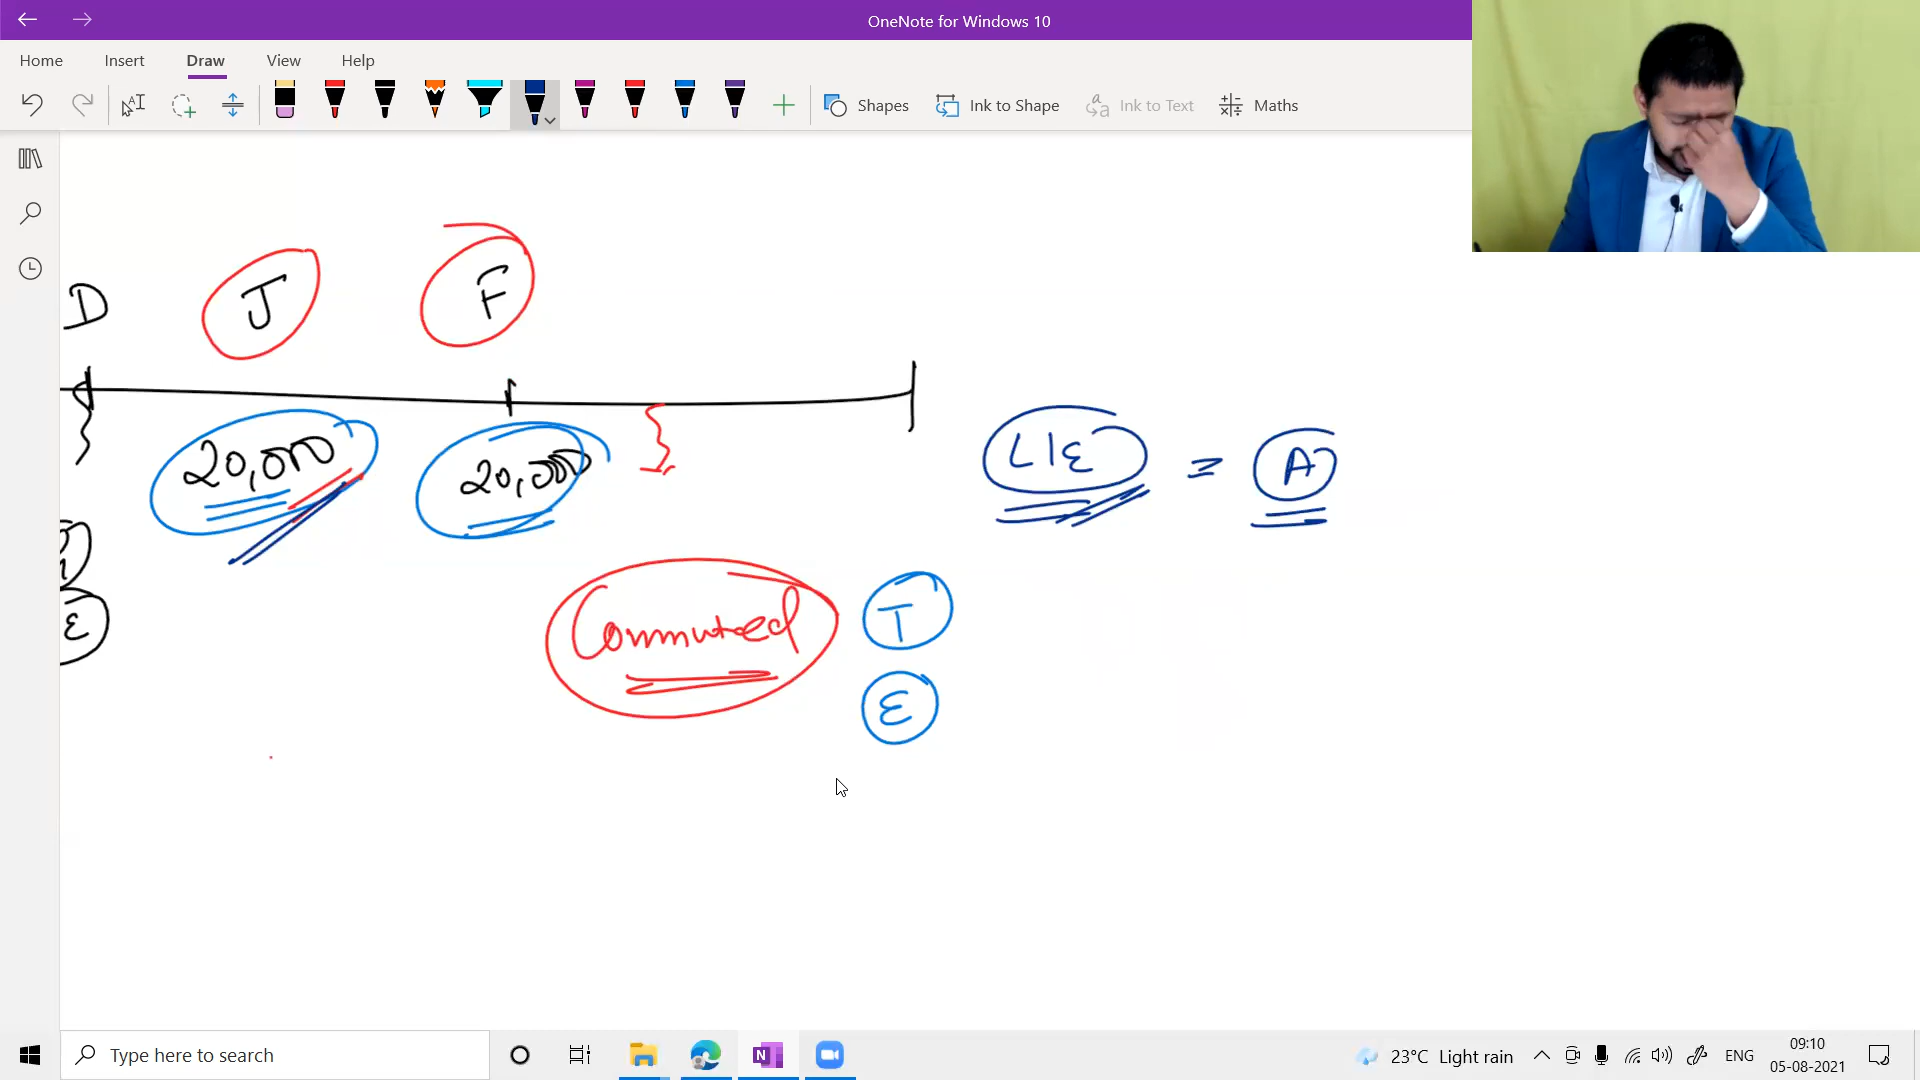 OneNote for Windows 10
Home Insert Draw View Help
Shapes Ink to Shape Ink to Text Maths
D J F
20,000 20,000
L1E = A
E
Commuted T
E
Type here to search
23°C Light rain ENG 09:10
05-08-2021